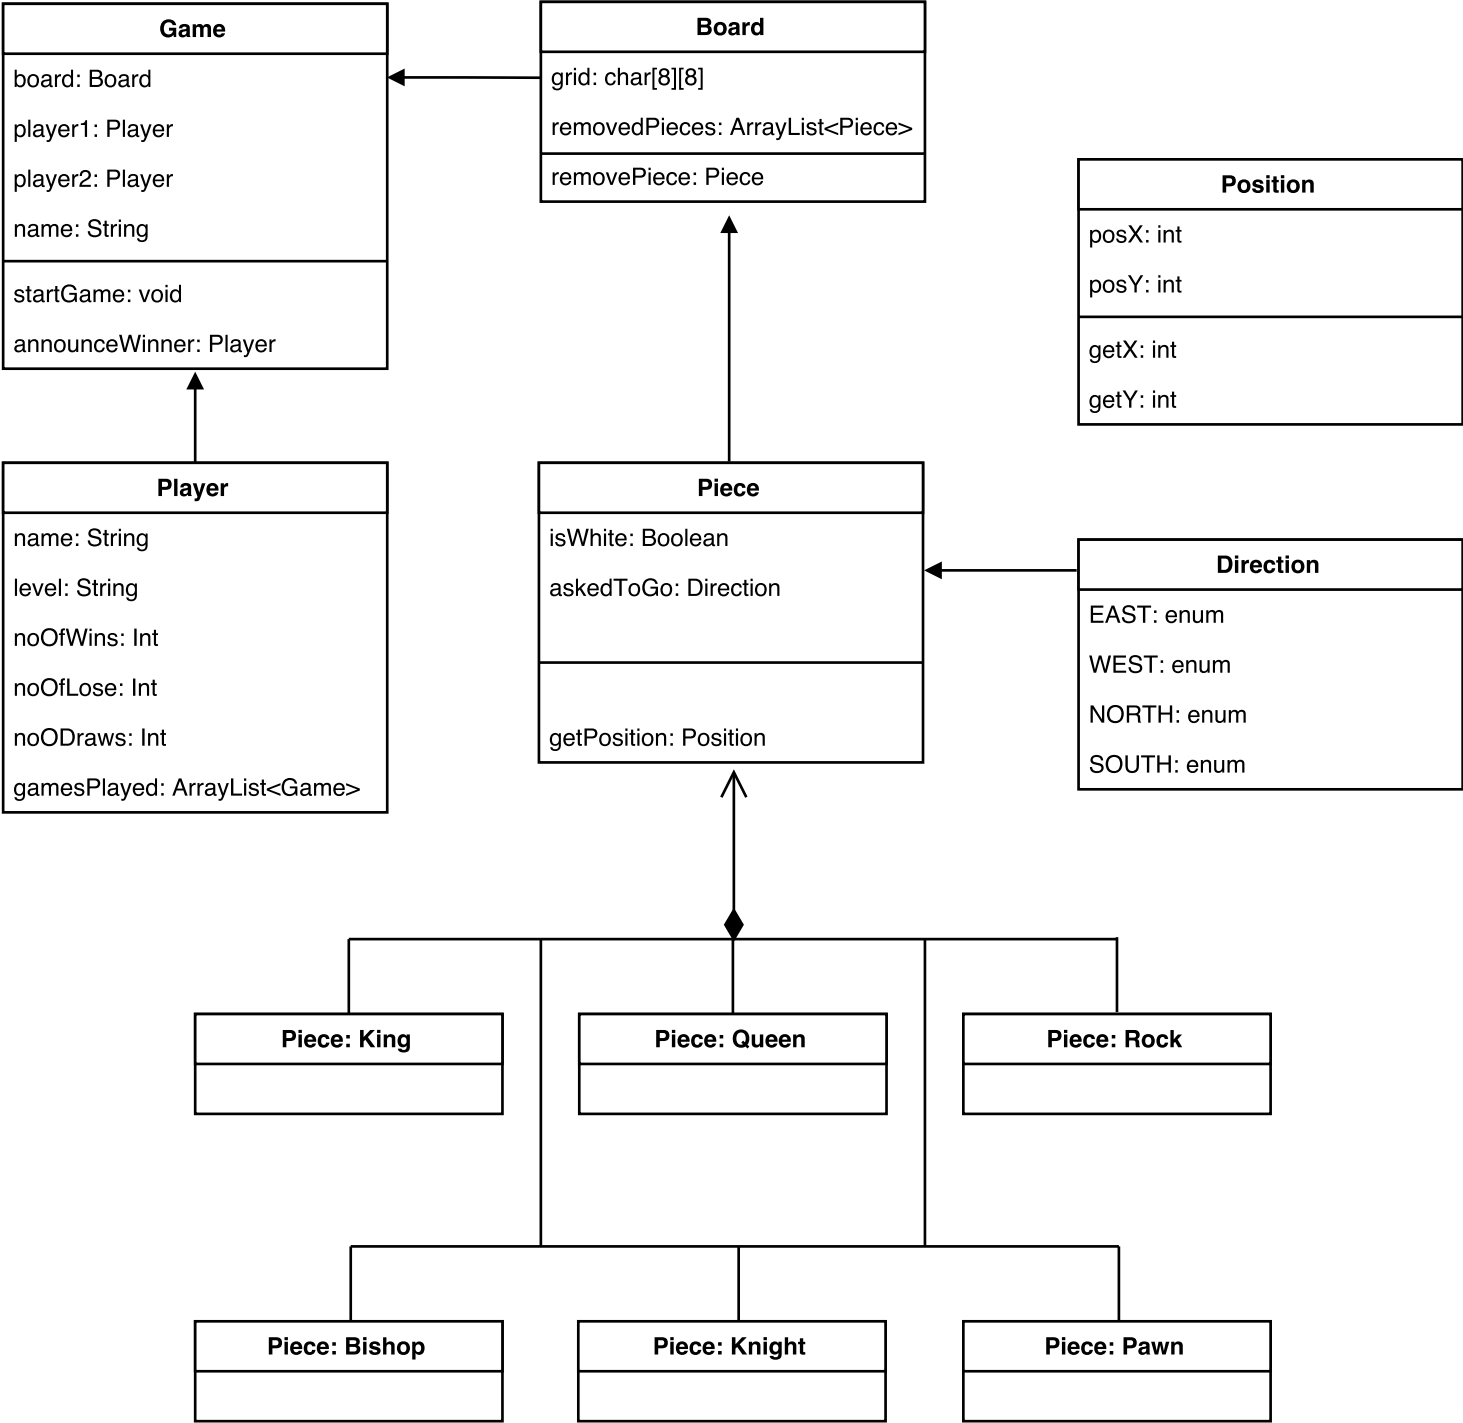 Game
board: Board
player1: Player
player2: Player
name: String
startGame: void
announceWinner: Player
Board
grid: char[8][8]
removedPieces: ArrayList<Piece>
removePiece: Piece
Position
posX: int
posY: int
getX: int
getY: int
Player
name: String
level: String
noOfWins: Int
noOfLose: Int
noODraws: Int
gamesPlayed: ArrayList<Game>
Piece
isWhite: Boolean
askedToGo: Direction
getPosition: Position
Direction
EAST: enum
WEST: enum
NORTH: enum
SOUTH: enum
Piece: King
Piece: Queen
Piece: Rock
Piece: Bishop
Piece: Knight
Piece: Pawn